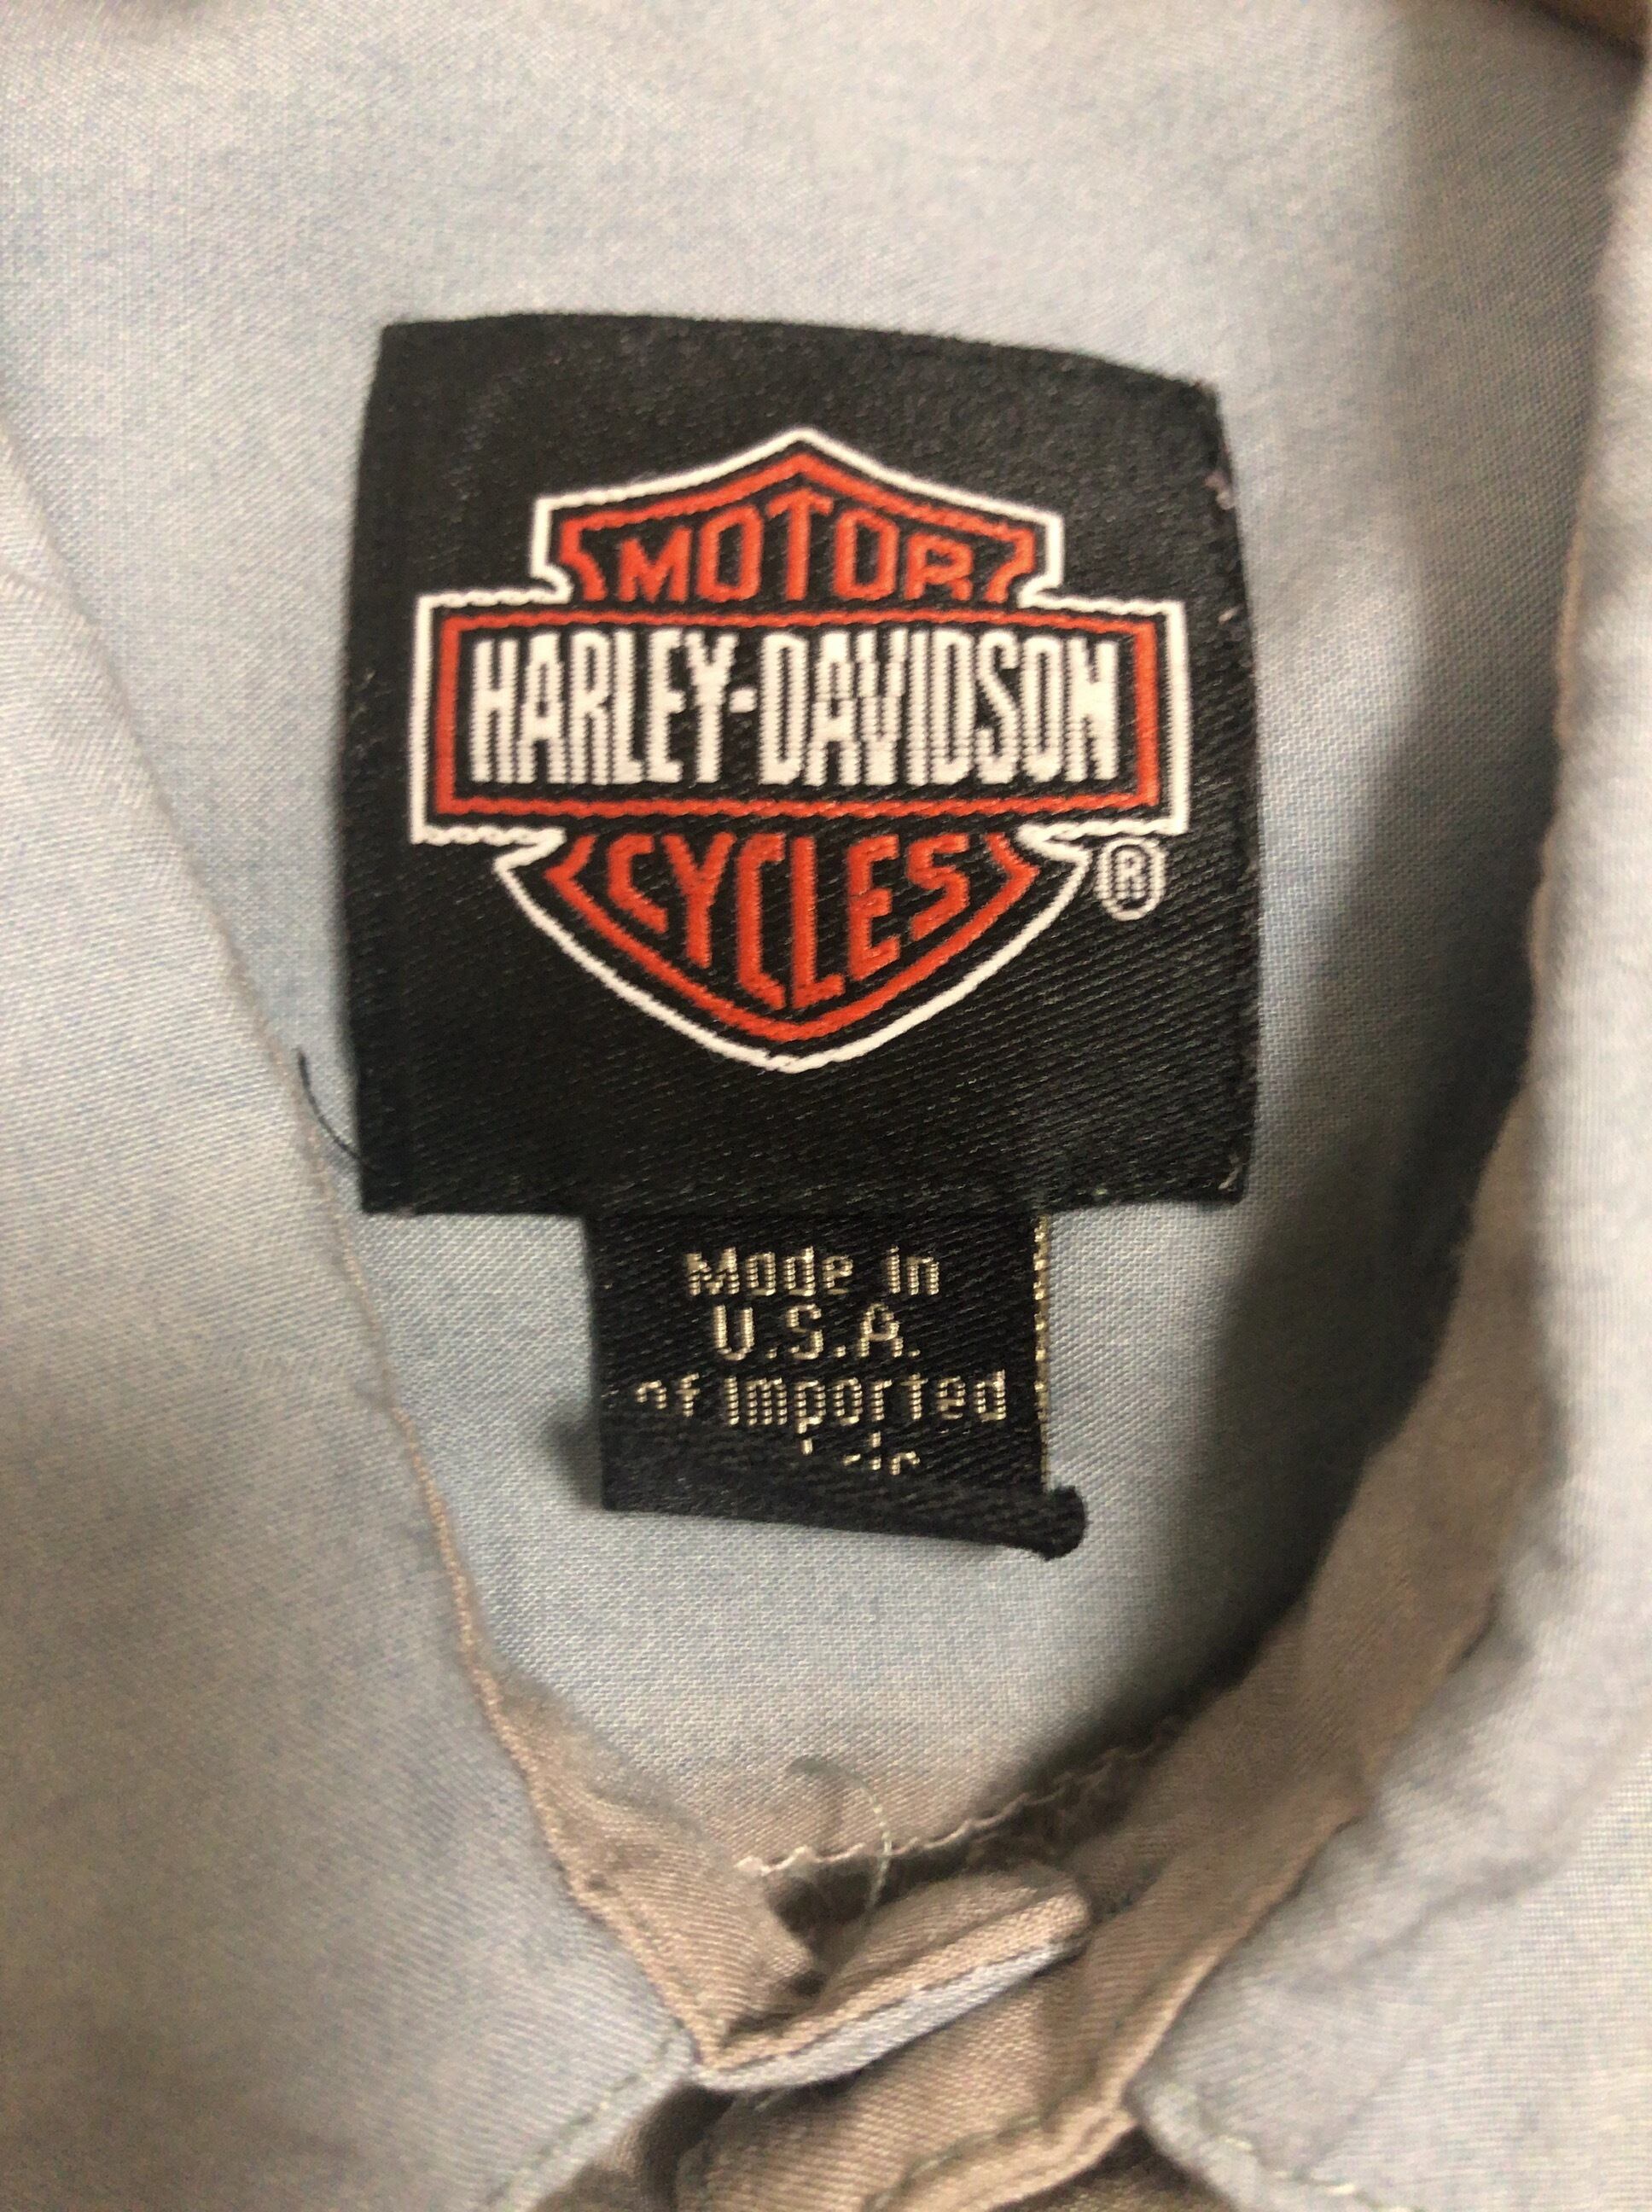 MOTOR
HARLEY-DAVIDSON
CYCLES
®
Made in
U.S.A.
of Imported